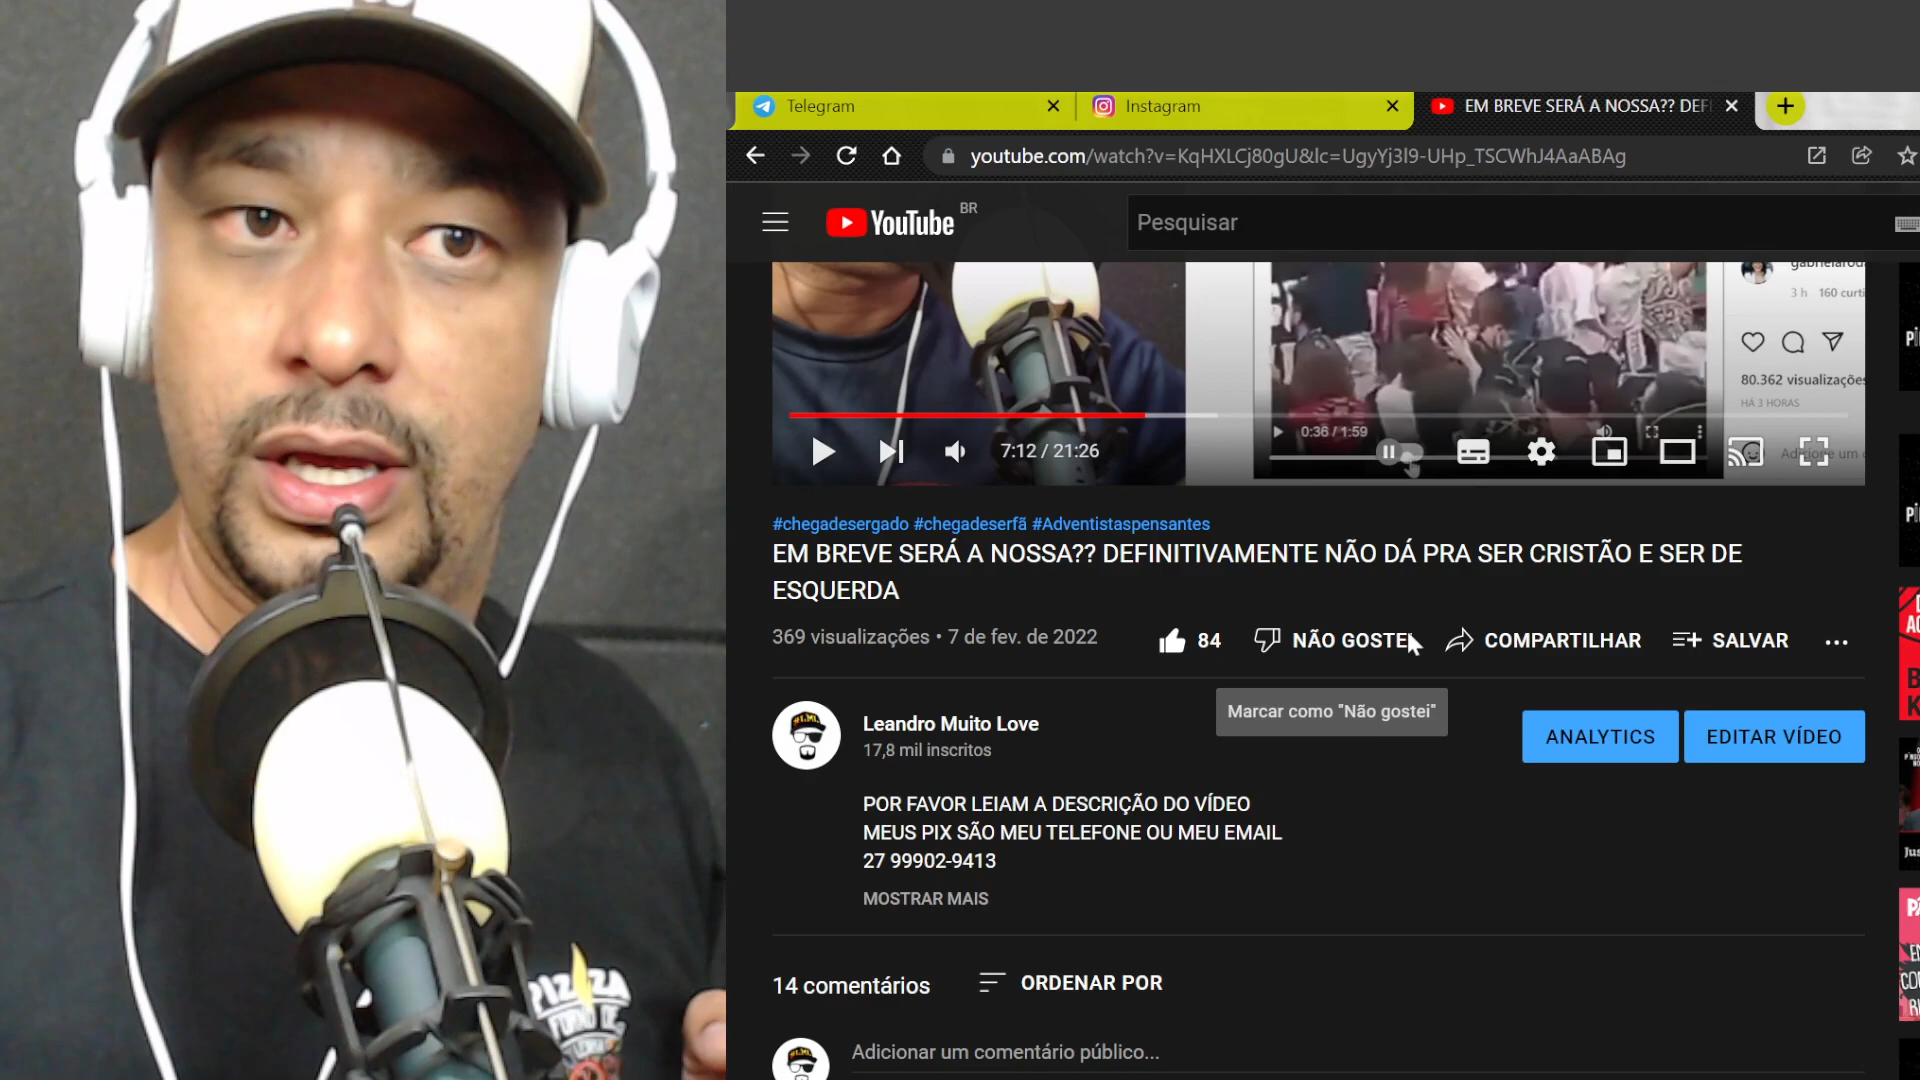 Telegram
Instagram
EM BREVE SERÁ A NOSSA?? DEF
youtube.com/watch?v=KqHXLCj80gU&lc=UgyYj3l9-UHp_TSCWhJ4AaABAg
YouTube BR
Pesquisar
3 h 160 curti
80.362 visualizações
HÁ 3 HORAS
0:36 / 1:59
7:12 / 21:26
#chegadesergado #chegadeserfã #Adventistaspensantes
EM BREVE SERÁ A NOSSA?? DEFINITIVAMENTE NÃO DÁ PRA SER CRISTÃO E SER DE
ESQUERDA
369 visualizações • 7 de fev. de 2022
84
NÃO GOSTEI
COMPARTILHAR
SALVAR
Marcar como "Não gostei"
Leandro Muito Love
17,8 mil inscritos
ANALYTICS
EDITAR VÍDEO
POR FAVOR LEIAM A DESCRIÇÃO DO VÍDEO
MEUS PIX SÃO MEU TELEFONE OU MEU EMAIL
27 99902-9413
MOSTRAR MAIS
14 comentários
ORDENAR POR
Adicionar um comentário público...
PIZZA